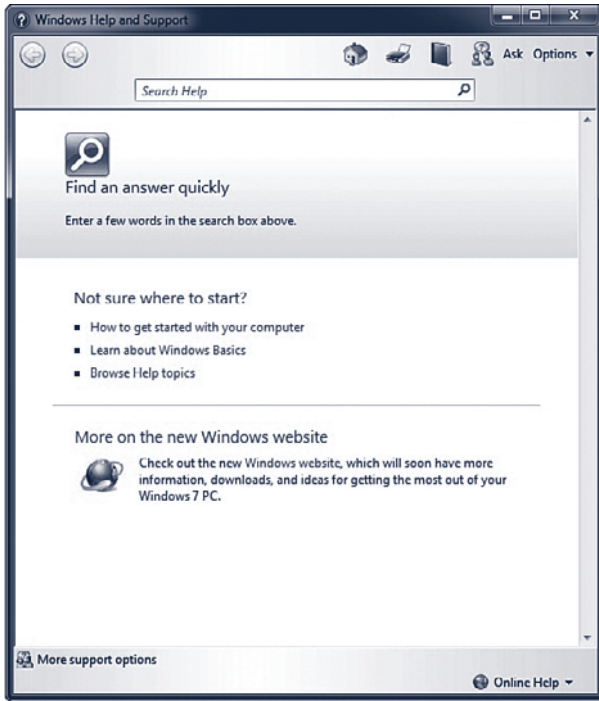 Windows Help and Support
Ask Options
Search Help
Find an answer quickly
Enter a few words in the search box above.
Not sure where to start?
How to get started with your computer
Learn about Windows Basics
Browse Help topics
More on the new Windows website
Check out the new Windows website, which will soon have more
information, downloads, and ideas for getting the most out of your
Windows 7 PC.
More support options
Online Help